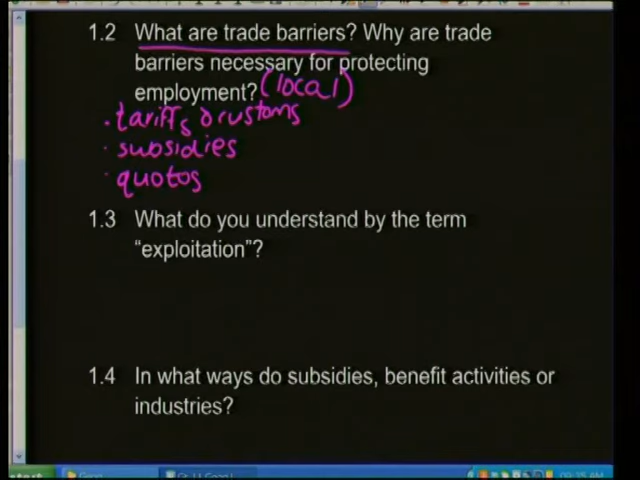 1.2 What are trade barriers? Why are trade
barriers necessary for protecting
employment? (local)
• tariffs & customs
• subsidies
• quotos
1.3 What do you understand by the term
“exploitation”?
1.4 In what ways do subsidies, benefit activities or
industries?
start